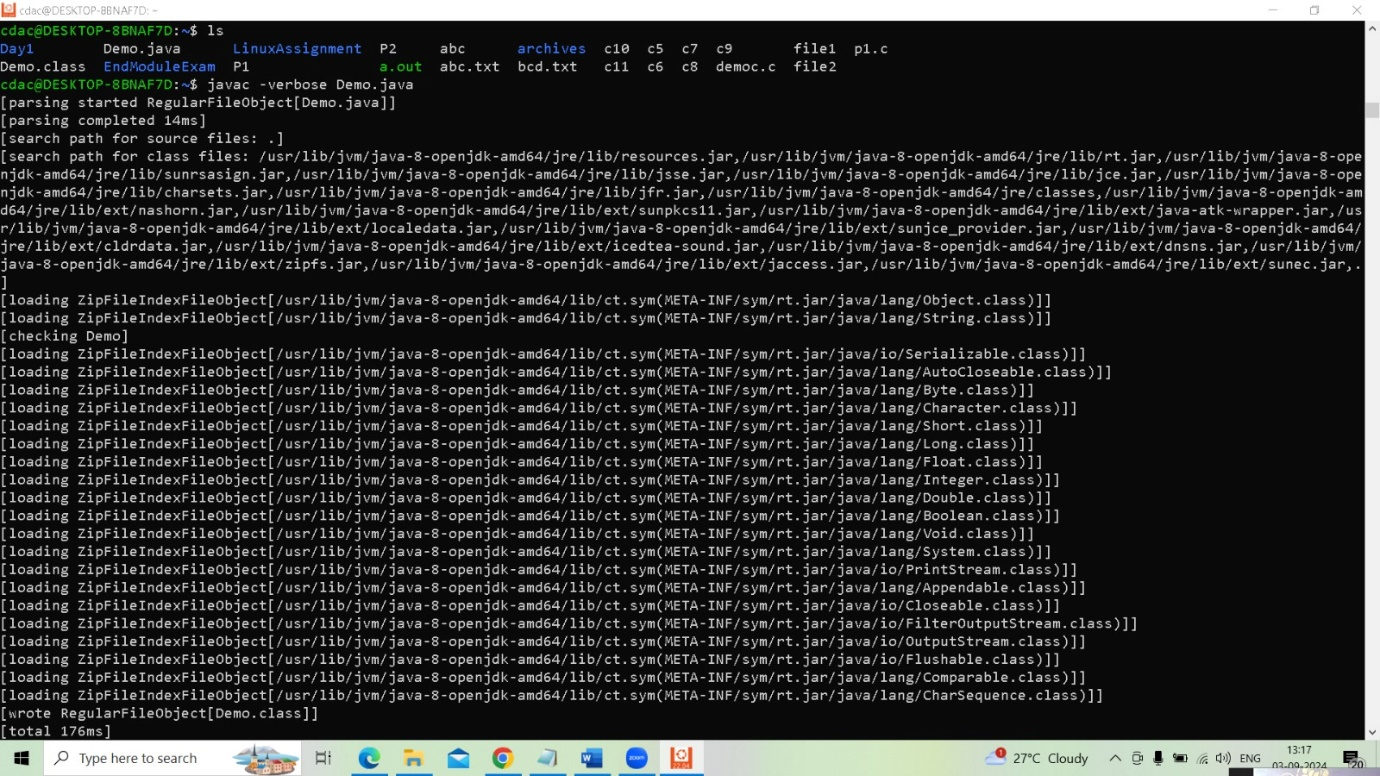 cdac@DESKTOP-8BNAF7D: ~
cdac@DESKTOP-8BNAF7D:~$ ls
Day1 Demo.java LinuxAssignment P2 abc archives c10 c5 c7 c9 file1 p1.c
Demo.class EndModuleExam P1 a.out abc.txt bcd.txt c11 c6 c8 democ.c file2
cdac@DESKTOP-8BNAF7D:~$ javac -verbose Demo.java
[parsing started RegularFileObject[Demo.java]]
[parsing completed 14ms]
[search path for source files: .]
[search path for class files: /usr/lib/jvm/java-8-openjdk-amd64/jre/lib/resources.jar,/usr/lib/jvm/java-8-openjdk-amd64/jre/lib/rt.jar,/usr/lib/jvm/java-8-ope
njdk-amd64/jre/lib/sunrsasign.jar,/usr/lib/jvm/java-8-openjdk-amd64/jre/lib/jsse.jar,/usr/lib/jvm/java-8-openjdk-amd64/jre/lib/jce.jar,/usr/lib/jvm/java-8-ope
njdk-amd64/jre/lib/charsets.jar,/usr/lib/jvm/java-8-openjdk-amd64/jre/lib/jfr.jar,/usr/lib/jvm/java-8-openjdk-amd64/jre/classes,/usr/lib/jvm/java-8-openjdk-am
d64/jre/lib/ext/nashorn.jar,/usr/lib/jvm/java-8-openjdk-amd64/jre/lib/ext/sunpkcs11.jar,/usr/lib/jvm/java-8-openjdk-amd64/jre/lib/ext/java-atk-wrapper.jar,/us
r/lib/jvm/java-8-openjdk-amd64/jre/lib/ext/localedata.jar,/usr/lib/jvm/java-8-openjdk-amd64/jre/lib/ext/sunjce_provider.jar,/usr/lib/jvm/java-8-openjdk-amd64/
jre/lib/ext/cldrdata.jar,/usr/lib/jvm/java-8-openjdk-amd64/jre/lib/ext/icedtea-sound.jar,/usr/lib/jvm/java-8-openjdk-amd64/jre/lib/ext/dnsns.jar,/usr/lib/jvm/
java-8-openjdk-amd64/jre/lib/ext/zipfs.jar,/usr/lib/jvm/java-8-openjdk-amd64/jre/lib/ext/jaccess.jar,/usr/lib/jvm/java-8-openjdk-amd64/jre/lib/ext/sunec.jar,.
]
[loading ZipFileIndexFileObject[/usr/lib/jvm/java-8-openjdk-amd64/lib/ct.sym(META-INF/sym/rt.jar/java/lang/Object.class)]]
[loading ZipFileIndexFileObject[/usr/lib/jvm/java-8-openjdk-amd64/lib/ct.sym(META-INF/sym/rt.jar/java/lang/String.class)]]
[checking Demo]
[loading ZipFileIndexFileObject[/usr/lib/jvm/java-8-openjdk-amd64/lib/ct.sym(META-INF/sym/rt.jar/java/io/Serializable.class)]]
[loading ZipFileIndexFileObject[/usr/lib/jvm/java-8-openjdk-amd64/lib/ct.sym(META-INF/sym/rt.jar/java/lang/AutoCloseable.class)]]
[loading ZipFileIndexFileObject[/usr/lib/jvm/java-8-openjdk-amd64/lib/ct.sym(META-INF/sym/rt.jar/java/lang/Byte.class)]]
[loading ZipFileIndexFileObject[/usr/lib/jvm/java-8-openjdk-amd64/lib/ct.sym(META-INF/sym/rt.jar/java/lang/Character.class)]]
[loading ZipFileIndexFileObject[/usr/lib/jvm/java-8-openjdk-amd64/lib/ct.sym(META-INF/sym/rt.jar/java/lang/Short.class)]]
[loading ZipFileIndexFileObject[/usr/lib/jvm/java-8-openjdk-amd64/lib/ct.sym(META-INF/sym/rt.jar/java/lang/Long.class)]]
[loading ZipFileIndexFileObject[/usr/lib/jvm/java-8-openjdk-amd64/lib/ct.sym(META-INF/sym/rt.jar/java/lang/Float.class)]]
[loading ZipFileIndexFileObject[/usr/lib/jvm/java-8-openjdk-amd64/lib/ct.sym(META-INF/sym/rt.jar/java/lang/Integer.class)]]
[loading ZipFileIndexFileObject[/usr/lib/jvm/java-8-openjdk-amd64/lib/ct.sym(META-INF/sym/rt.jar/java/lang/Double.class)]]
[loading ZipFileIndexFileObject[/usr/lib/jvm/java-8-openjdk-amd64/lib/ct.sym(META-INF/sym/rt.jar/java/lang/Boolean.class)]]
[loading ZipFileIndexFileObject[/usr/lib/jvm/java-8-openjdk-amd64/lib/ct.sym(META-INF/sym/rt.jar/java/lang/Void.class)]]
[loading ZipFileIndexFileObject[/usr/lib/jvm/java-8-openjdk-amd64/lib/ct.sym(META-INF/sym/rt.jar/java/lang/System.class)]]
[loading ZipFileIndexFileObject[/usr/lib/jvm/java-8-openjdk-amd64/lib/ct.sym(META-INF/sym/rt.jar/java/io/PrintStream.class)]]
[loading ZipFileIndexFileObject[/usr/lib/jvm/java-8-openjdk-amd64/lib/ct.sym(META-INF/sym/rt.jar/java/lang/Appendable.class)]]
[loading ZipFileIndexFileObject[/usr/lib/jvm/java-8-openjdk-amd64/lib/ct.sym(META-INF/sym/rt.jar/java/io/Closeable.class)]]
[loading ZipFileIndexFileObject[/usr/lib/jvm/java-8-openjdk-amd64/lib/ct.sym(META-INF/sym/rt.jar/java/io/FilterOutputStream.class)]]
[loading ZipFileIndexFileObject[/usr/lib/jvm/java-8-openjdk-amd64/lib/ct.sym(META-INF/sym/rt.jar/java/io/OutputStream.class)]]
[loading ZipFileIndexFileObject[/usr/lib/jvm/java-8-openjdk-amd64/lib/ct.sym(META-INF/sym/rt.jar/java/io/Flushable.class)]]
[loading ZipFileIndexFileObject[/usr/lib/jvm/java-8-openjdk-amd64/lib/ct.sym(META-INF/sym/rt.jar/java/lang/Comparable.class)]]
[loading ZipFileIndexFileObject[/usr/lib/jvm/java-8-openjdk-amd64/lib/ct.sym(META-INF/sym/rt.jar/java/lang/CharSequence.class)]]
[wrote RegularFileObject[Demo.class]]
[total 176ms]
Type here to search
27°C Cloudy
ENG
13:17
03-09-2024
20